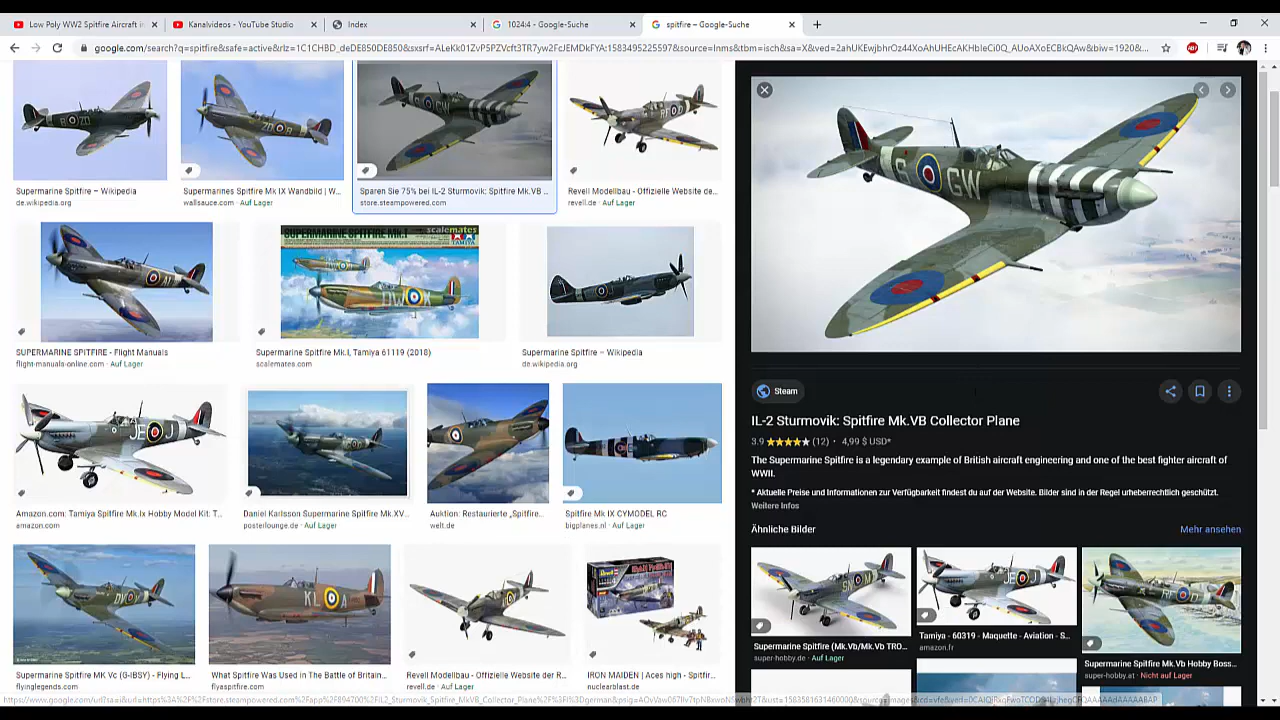 Low Poly WW2 Spitfire Aircraft in
Kanalvideos - YouTube Studio
Index
1024:4 - Google-Suche
spitfire – Google-Suche
Supermarine Spitfire – Wikipedia
de.wikipedia.org
Supermarines Spitfire Mk IX Wandbild | W...
wallsauce.com · Auf Lager
Sparen Sie 75% bei IL-2 Sturmovik: Spitfire Mk.VB ...
store.steampowered.com
Revell Modellbau - Offizielle Website de...
revell.de · Auf Lager
SUPERMARINE SPITFIRE Mk.I
scalemates
TAMIYA
SUPERMARINE SPITFIRE - Flight Manuals
flight-manuals-online.com · Auf Lager
Supermarine Spitfire Mk.I, Tamiya 61119 (2018)
scalemates.com
Supermarine Spitfire – Wikipedia
de.wikipedia.org
JE J
Amazon.com: Tamiya Spitfire Mk.Ix Hobby Model Kit: T...
amazon.com
Daniel Karlsson Supermarine Spitfire Mk.XV...
posterlounge.de · Auf Lager
Auktion: Restaurierte „Spitfire...
welt.de
Spitfire Mk IX CYMODEL RC
bigplanes.nl · Auf Lager
KL A
Supermarine Spitfire MK Vc (G-IBSY) - Flying L...
flyinglegends.com
What Spitfire Was Used in The Battle of Britain...
flyaspitfire.com
Revell Modellbau - Offizielle Website der R...
revell.de · Auf Lager
IRON MAIDEN | Aces high - Spitfir...
nuclearblast.de
GW
Steam
IL-2 Sturmovik: Spitfire Mk.VB Collector Plane
3.9 ★★★★★ (12) · 4,99 $ USD*
The Supermarine Spitfire is a legendary example of British aircraft engineering and one of the best fighter aircraft of
WWII.
* Aktuelle Preise und Informationen zur Verfügbarkeit findest du auf der Website. Bilder sind in der Regel urheberrechtlich geschützt.
Weitere Infos
Ähnliche Bilder
Mehr ansehen
Supermarine Spitfire (Mk.Vb/Mk.Vb TRO...
super-hobby.de · Auf Lager
Tamiya - 60319 - Maquette - Aviation - S...
amazon.fr
Supermarine Spitfire Mk.Vb Hobby Boss...
super-hobby.at · Nicht auf Lager